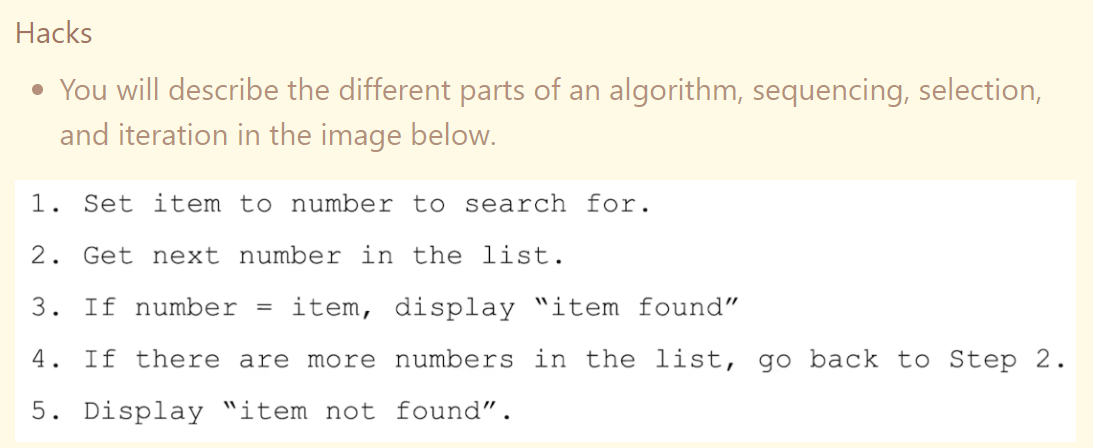 Hacks
• You will describe the different parts of an algorithm, sequencing, selection,
and iteration in the image below.
1. Set item to number to search for.
2. Get next number in the list.
3. If number = item, display “item found”
4. If there are more numbers in the list, go back to Step 2.
5. Display “item not found”.